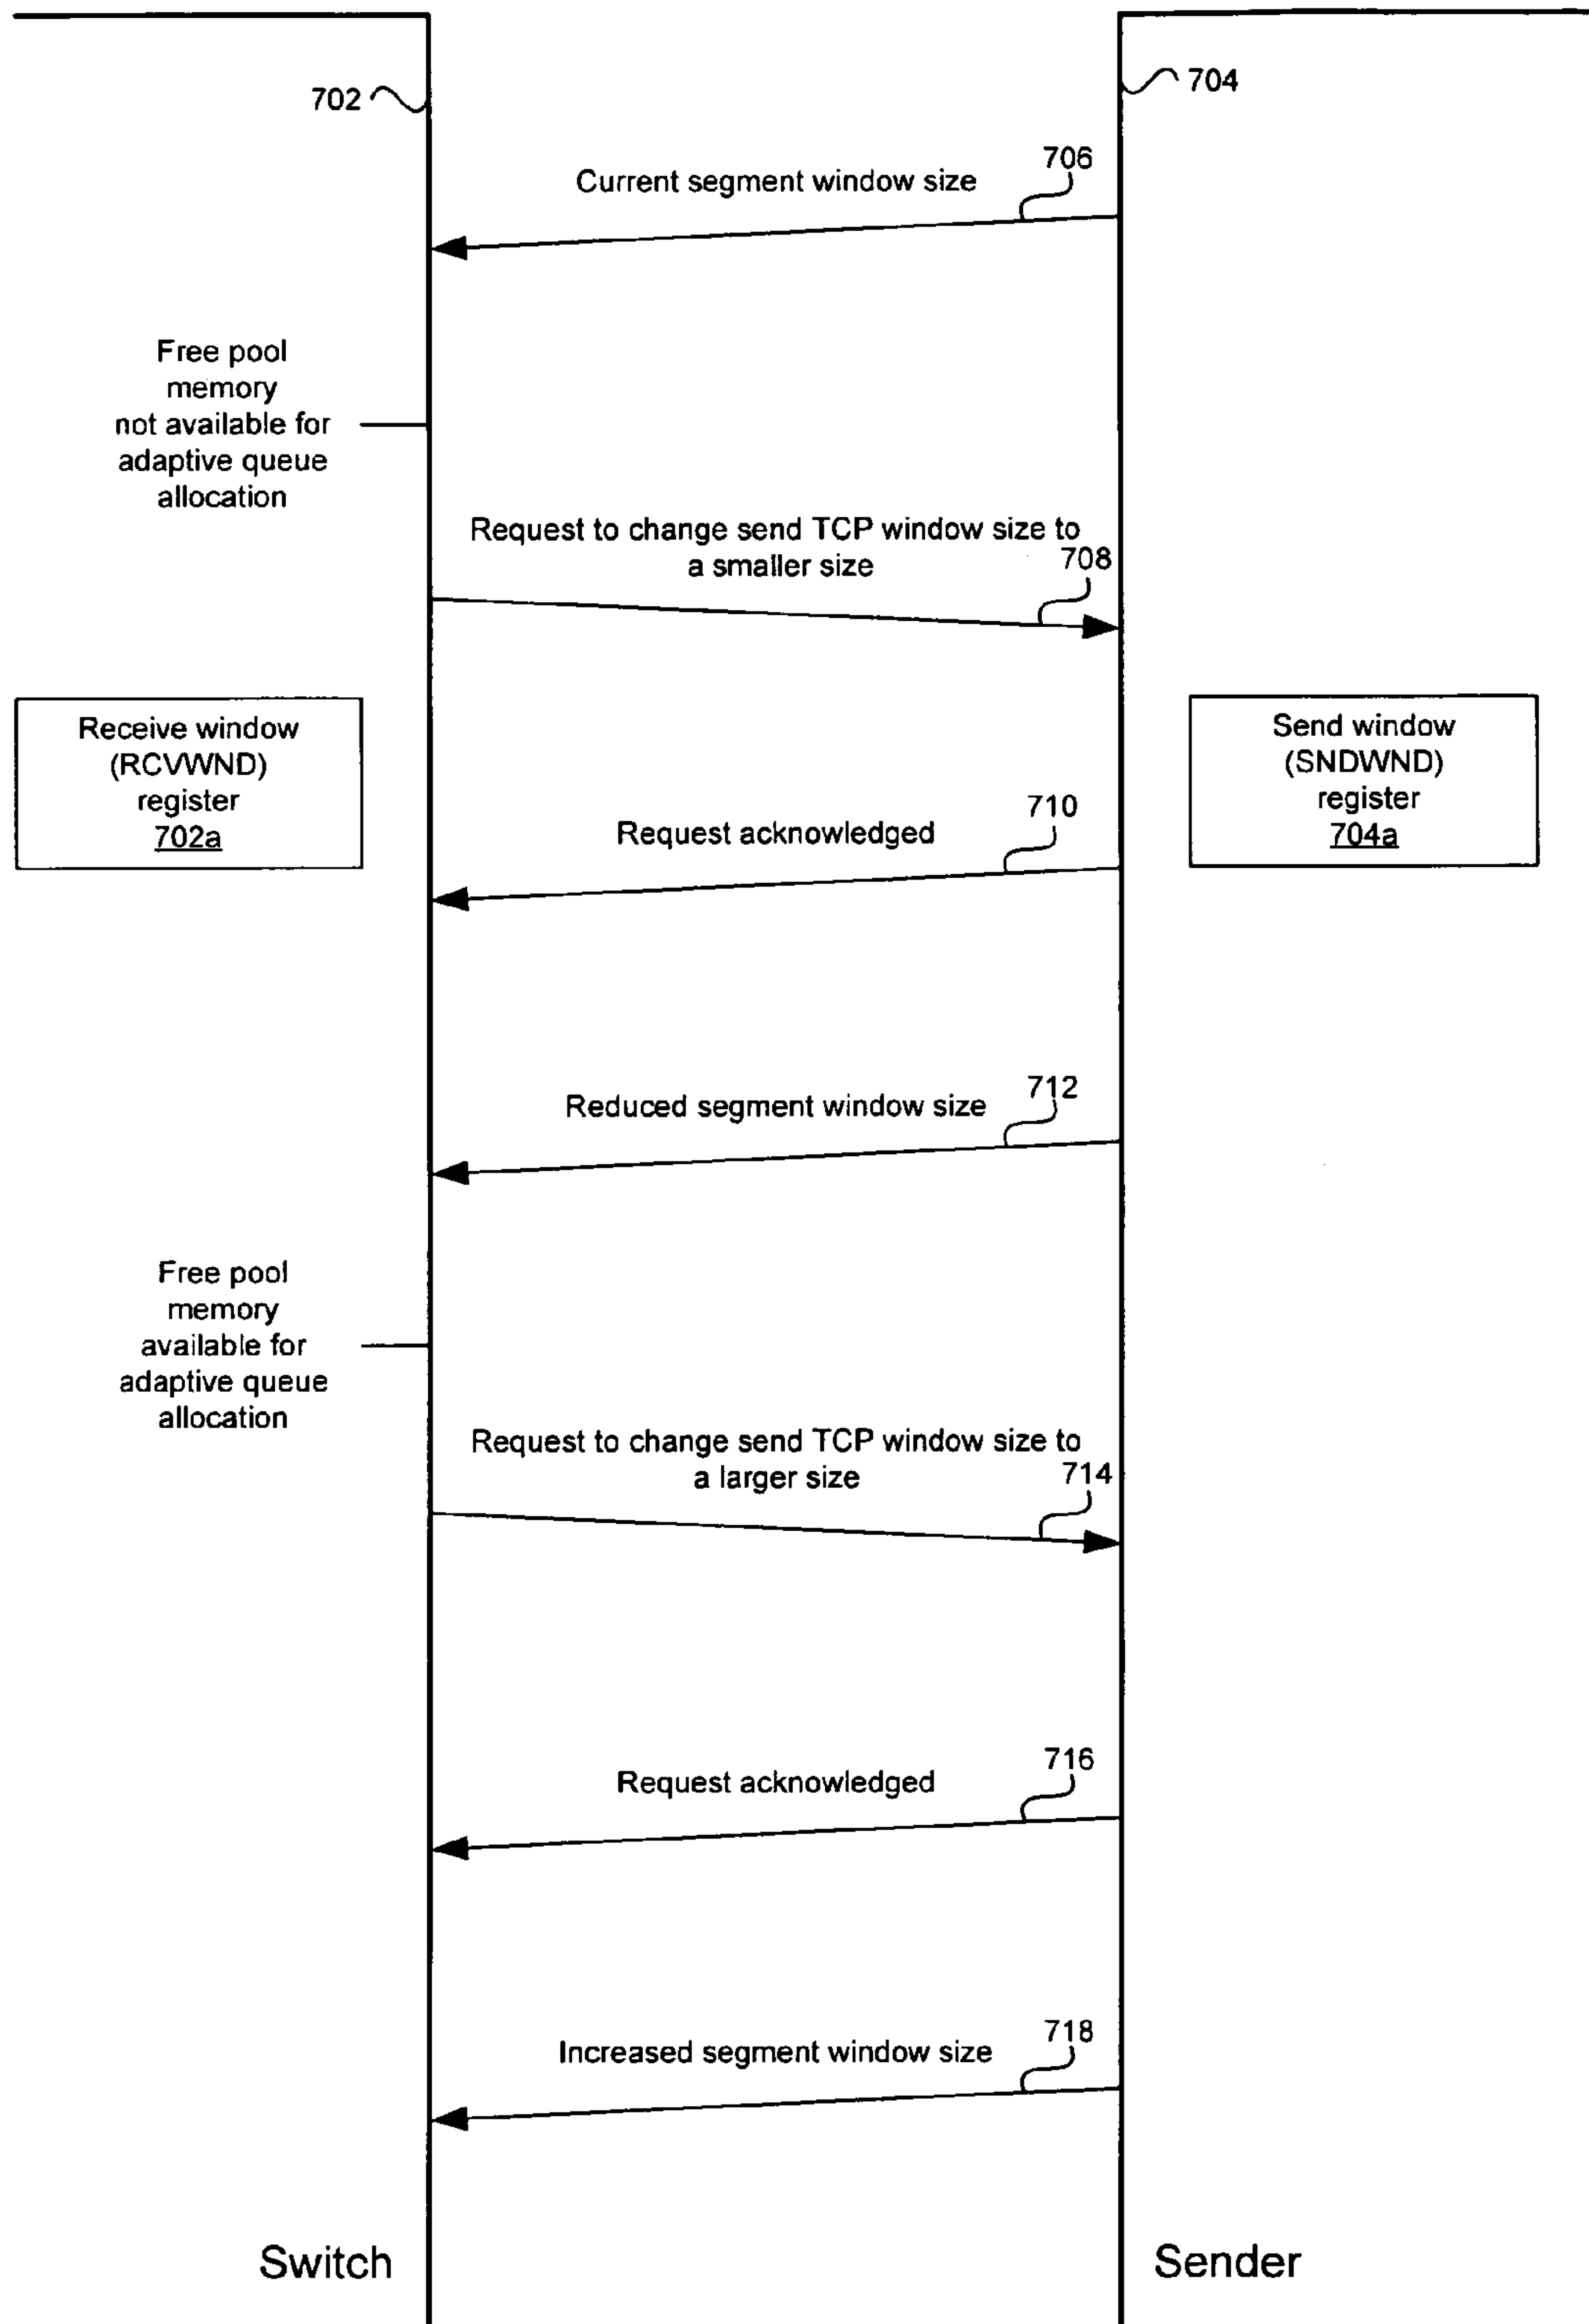 702
704
706
Current segment window size
Free pool
memory
not available for
adaptive queue
allocation
Request to change send TCP window size to
a smaller size
708
Receive window
(RCVWND)
register
702a
Send window
(SNDWND)
register
704a
710
Request acknowledged
712
Reduced segment window size
Free pool
memory
available for
adaptive queue
allocation
Request to change send TCP window size to
a larger size
714
716
Request acknowledged
718
Increased segment window size
Switch
Sender